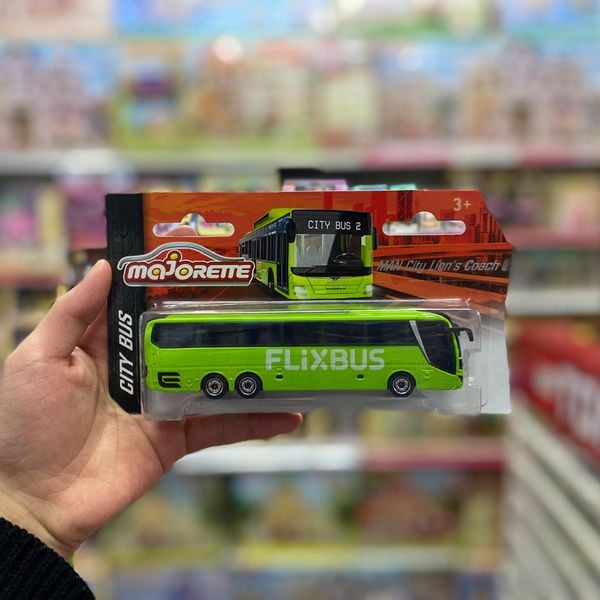 3+
CITY BUS 2
majorette
MAN City Lion's Coach
CITY BUS
FLiXBUS